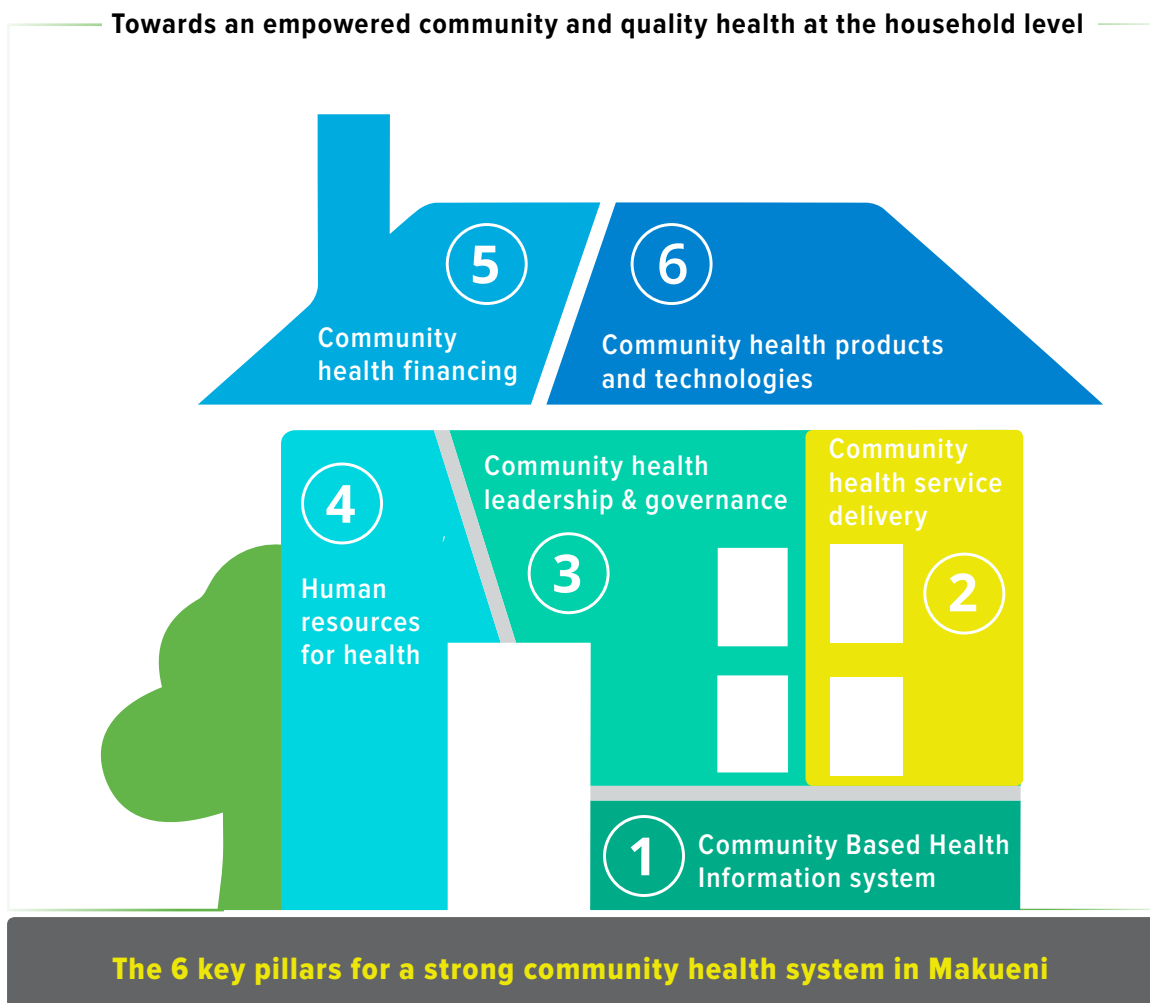 Towards an empowered community and quality health at the household level
5
Community
health financing
6
Community health products
and technologies
4
Human
resources
for health
Community health
leadership & governance
3
Community
health service
delivery
2
1
Community Based Health
Information system
The 6 key pillars for a strong community health system in Makueni